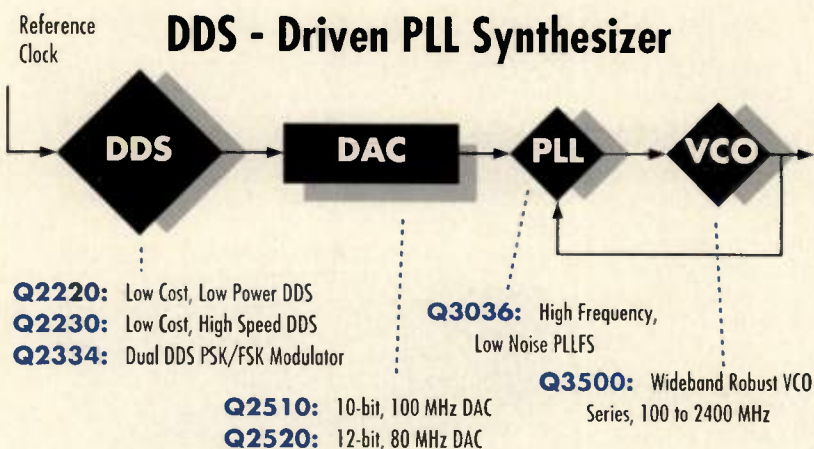 Reference
Clock
DDS - Driven PLL Synthesizer
DDS
DAC
PLL
VCO
Q2220: Low Cost, Low Power DDS
Q2230: Low Cost, High Speed DDS
Q2334: Dual DDS PSK/FSK Modulator
Q3036: High Frequency,
Low Noise PLLFS
Q3500: Wideband Robust VCO
Series, 100 to 2400 MHz
Q2510: 10-bit, 100 MHz DAC
Q2520: 12-bit, 80 MHz DAC